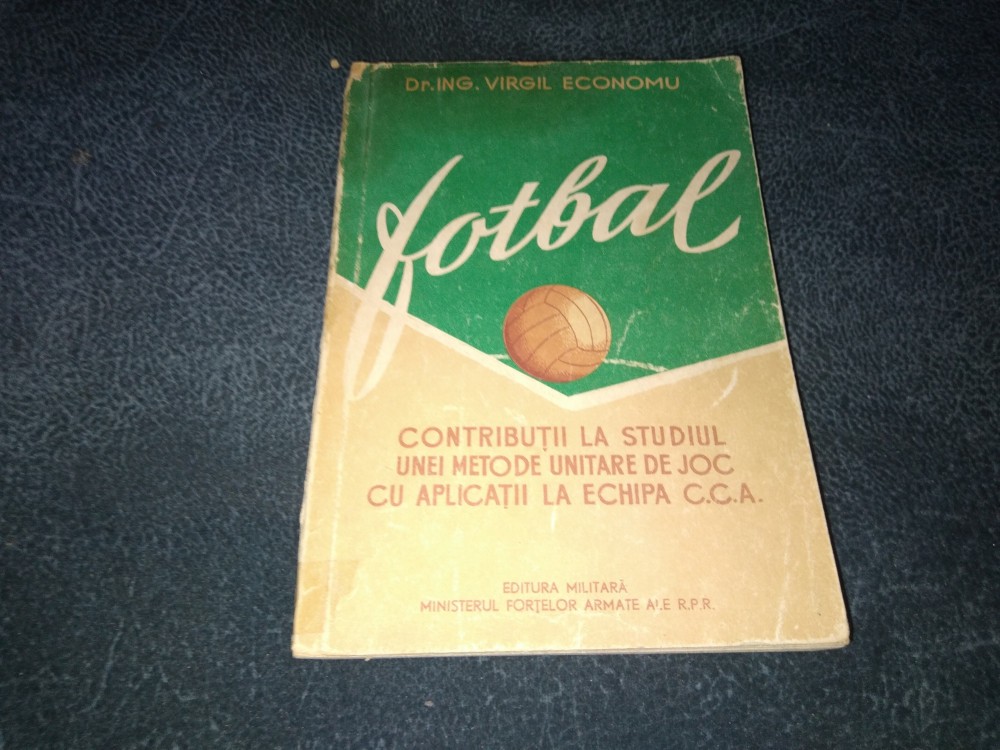 Dr. ING. VIRGIL ECONOMU
fotbal
CONTRIBUȚII LA STUDIUL
UNEI METODE UNITARE DE JOC
CU APLICAȚII LA ECHIPA C.C.A.
EDITURA MILITARĂ
MINISTERUL FORȚELOR ARMATE ALE R.P.R.